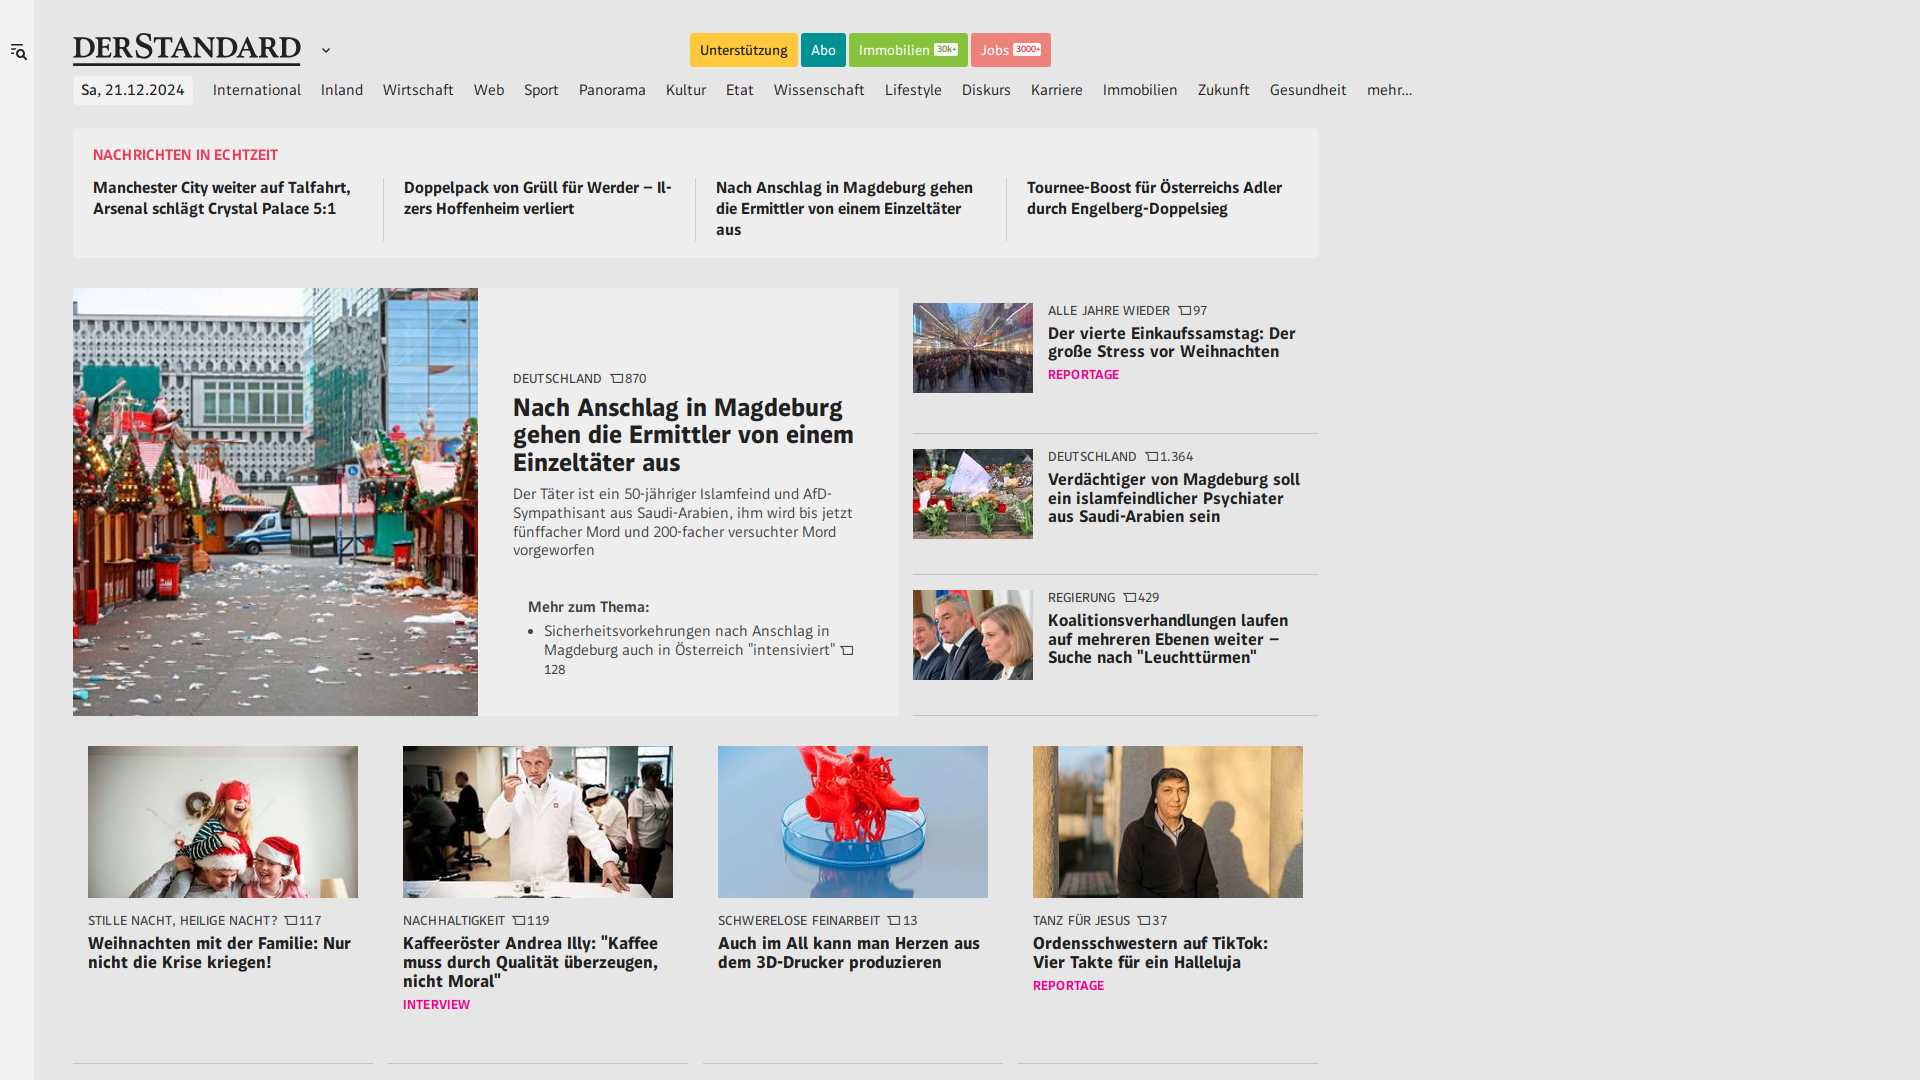 DERSTANDARD
Unterstützung
Abo
Immobilien 30k+
Jobs 3000+
Sa, 21.12.2024
International
Inland
Wirtschaft
Web
Sport
Panorama
Kultur
Etat
Wissenschaft
Lifestyle
Diskurs
Karriere
Immobilien
Zukunft
Gesundheit
mehr...
NACHRICHTEN IN ECHTZEIT
Manchester City weiter auf Talfahrt,
Arsenal schlägt Crystal Palace 5:1
Doppelpack von Grüll für Werder – Il-
zers Hoffenheim verliert
Nach Anschlag in Magdeburg gehen
die Ermittler von einem Einzeltäter
aus
Tournee-Boost für Österreichs Adler
durch Engelberg-Doppelsieg
DEUTSCHLAND 870
Nach Anschlag in Magdeburg
gehen die Ermittler von einem
Einzeltäter aus
Der Täter ist ein 50-jähriger Islamfeind und AfD-
Sympathisant aus Saudi-Arabien, ihm wird bis jetzt
fünffacher Mord und 200-facher versuchter Mord
vorgeworfen
Mehr zum Thema:
• Sicherheitsvorkehrungen nach Anschlag in
Magdeburg auch in Österreich "intensiviert"
128
ALLE JAHRE WIEDER 97
Der vierte Einkaufssamstag: Der
große Stress vor Weihnachten
REPORTAGE
DEUTSCHLAND 1.364
Verdächtiger von Magdeburg soll
ein islamfeindlicher Psychiater
aus Saudi-Arabien sein
REGIERUNG 429
Koalitionsverhandlungen laufen
auf mehreren Ebenen weiter –
Suche nach "Leuchttürmen"
STILLE NACHT, HEILIGE NACHT? 117
Weihnachten mit der Familie: Nur
nicht die Krise kriegen!
NACHHALTIGKEIT 119
Kaffeeröster Andrea Illy: "Kaffee
muss durch Qualität überzeugen,
nicht Moral"
INTERVIEW
SCHWERELOSE FEINARBEIT 13
Auch im All kann man Herzen aus
dem 3D-Drucker produzieren
TANZ FÜR JESUS 37
Ordensschwestern auf TikTok:
Vier Takte für ein Halleluja
REPORTAGE